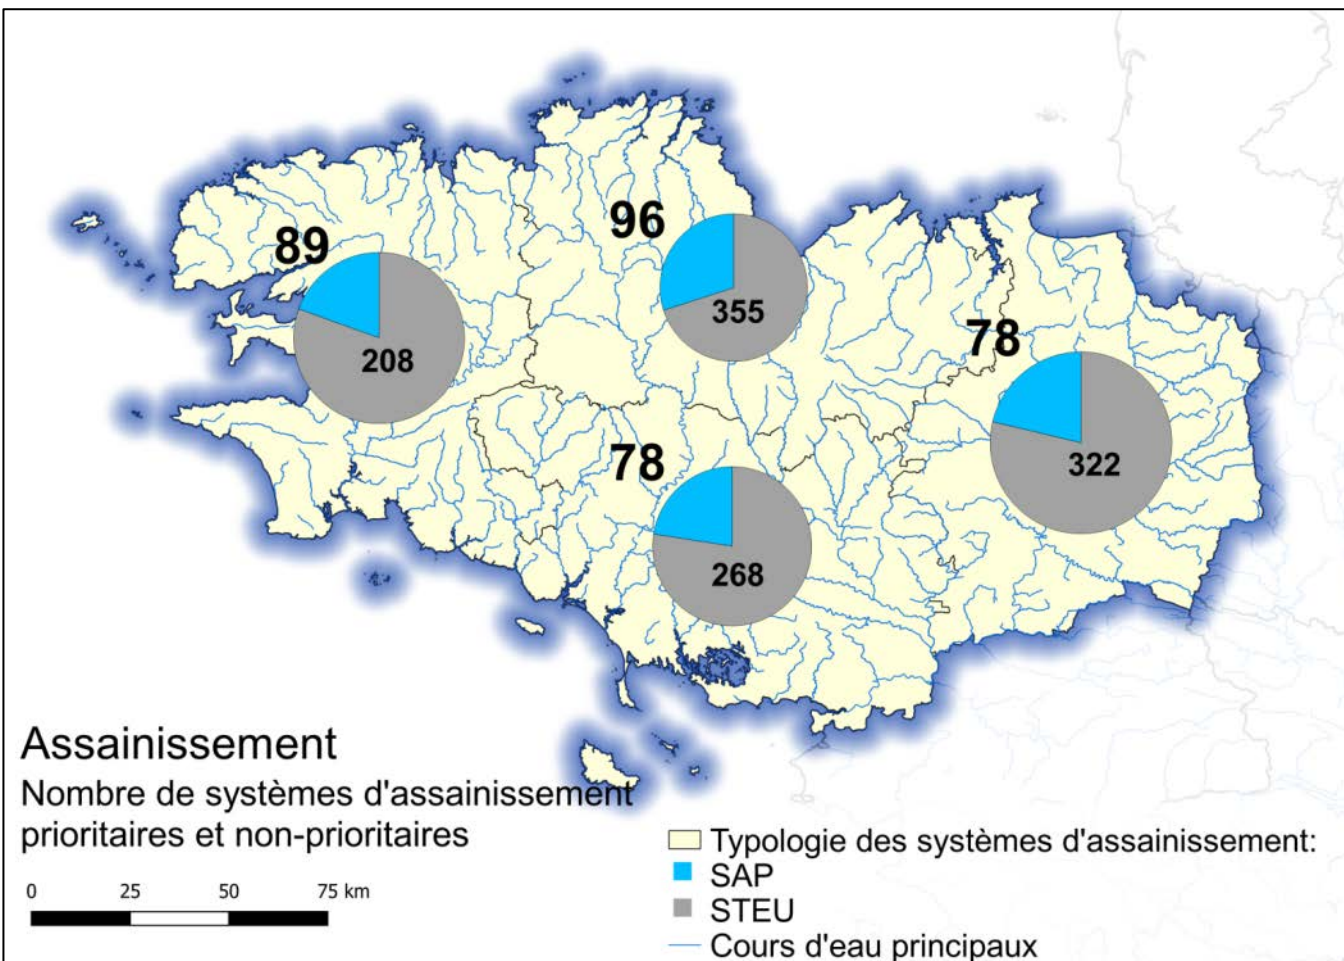 96
89
355
78
208
78
322
268
Assainissement
Nombre de systèmes d'assainissement
prioritaires et non-prioritaires
0 25 50 75 km
Typologie des systèmes d'assainissement:
SAP
STEU
Cours d'eau principaux